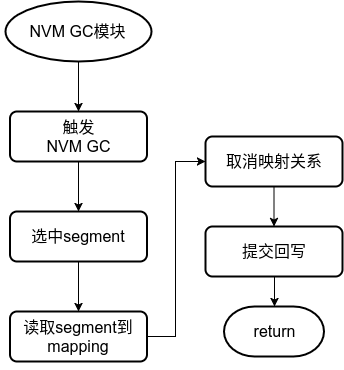 NVM GC模块
触发
NVM GC
选中segment
读取segment到
mapping
取消映射关系
提交回写
return